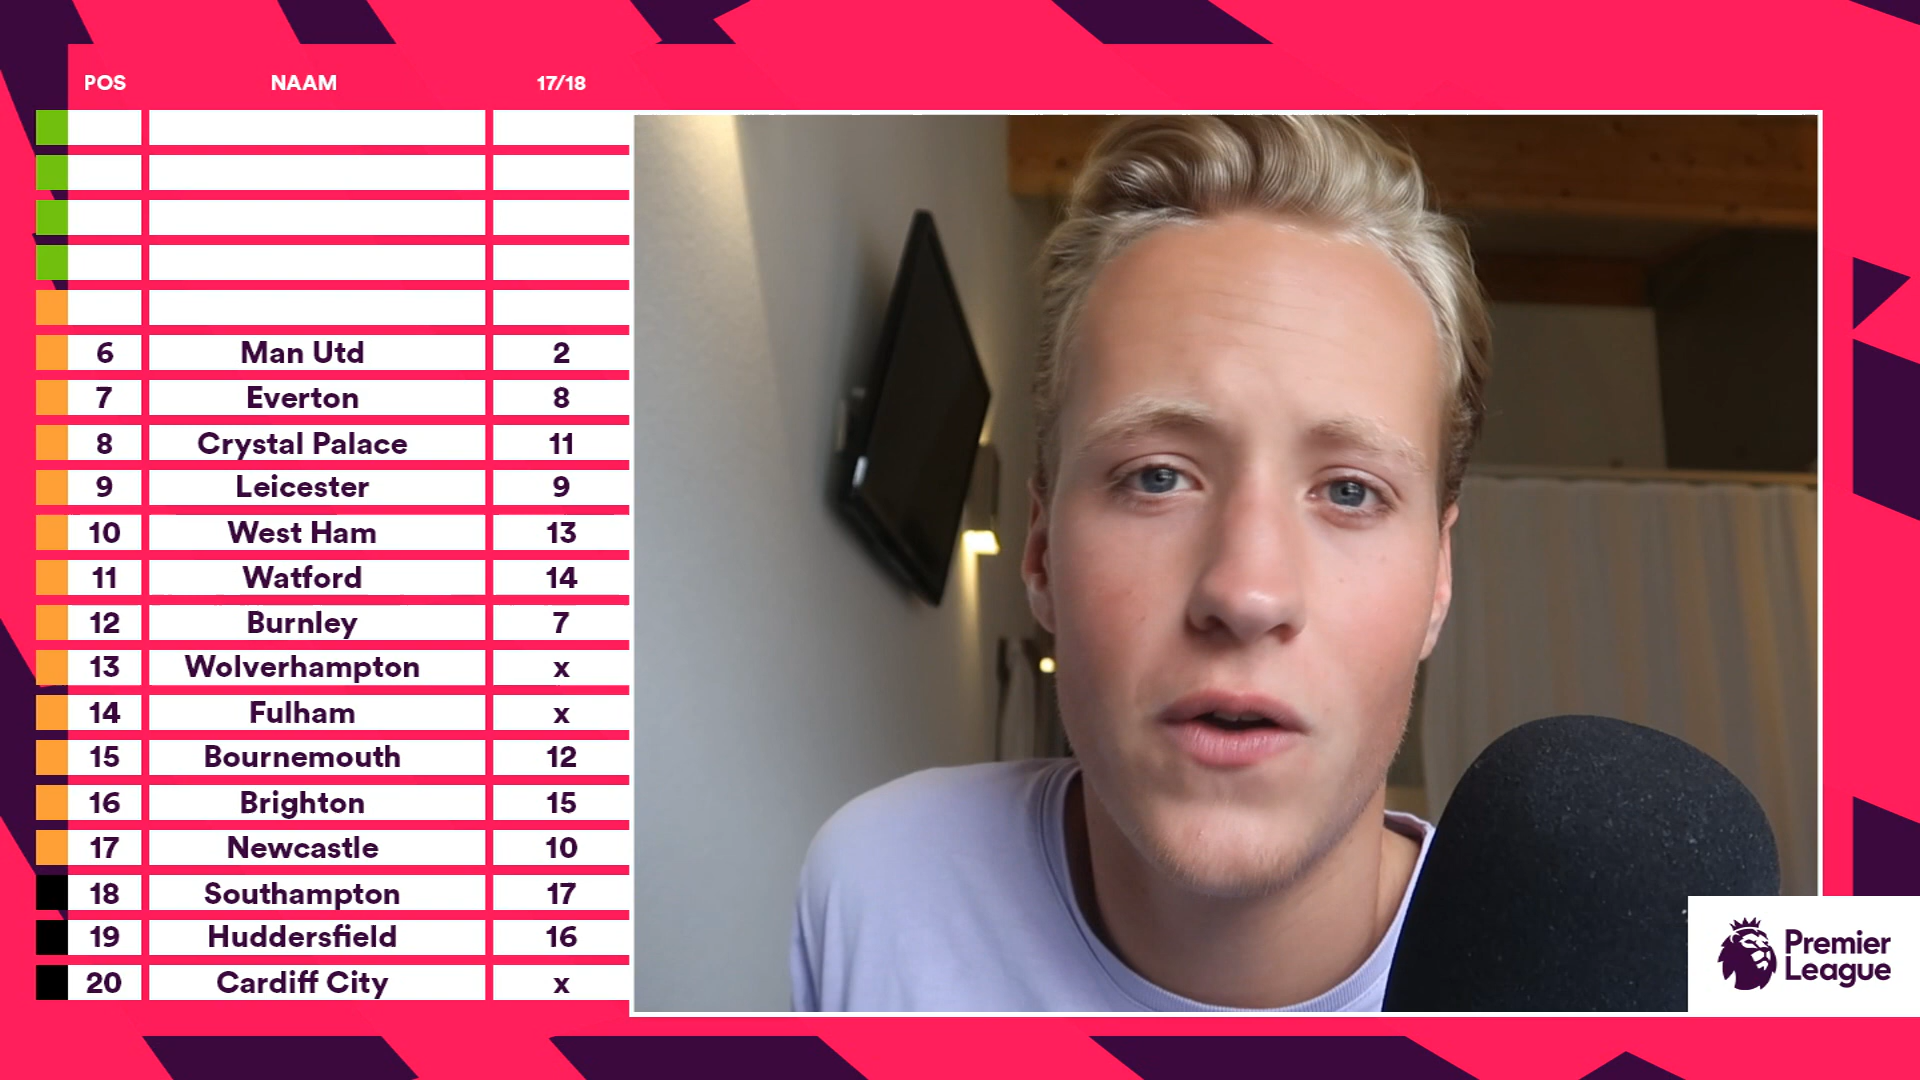 POS NAAM 17/18
6 Man Utd 2
7 Everton 8
8 Crystal Palace 11
9 Leicester 9
10 West Ham 13
11 Watford 14
12 Burnley 7
13 Wolverhampton x
14 Fulham x
15 Bournemouth 12
16 Brighton 15
17 Newcastle 10
18 Southampton 17
19 Huddersfield 16
20 Cardiff City x
Premier
League